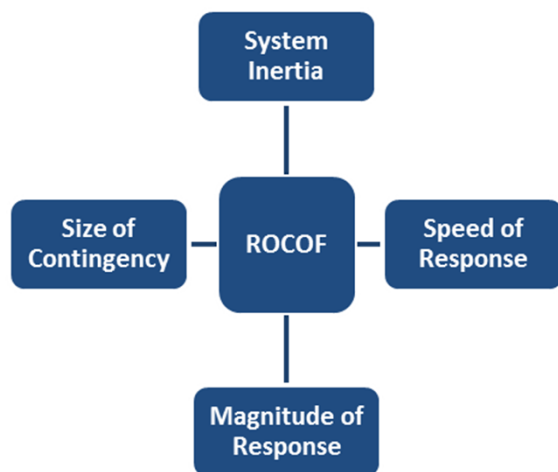 System
Inertia
Size of
Contingency
ROCOF
Speed of
Response
Magnitude of
Response